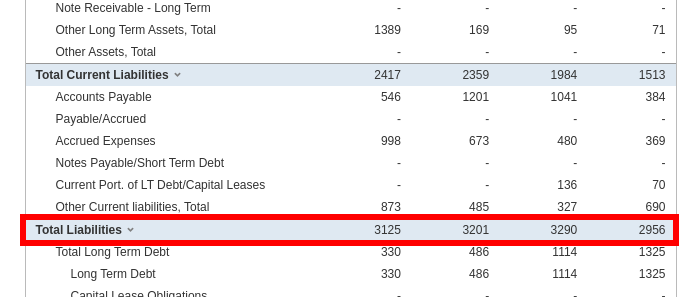 Note Receivable - Long Term - - - -
Other Long Term Assets, Total 1389 169 95 71
Other Assets, Total - - - -
Total Current Liabilities 2417 2359 1984 1513
Accounts Payable 546 1201 1041 384
Payable/Accrued - - - -
Accrued Expenses 998 673 480 369
Notes Payable/Short Term Debt - - - -
Current Port. of LT Debt/Capital Leases - - 136 70
Other Current liabilities, Total 873 485 327 690
Total Liabilities 3125 3201 3290 2956
Total Long Term Debt 330 486 1114 1325
Long Term Debt 330 486 1114 1325
Capital Lease Obligations - - - -